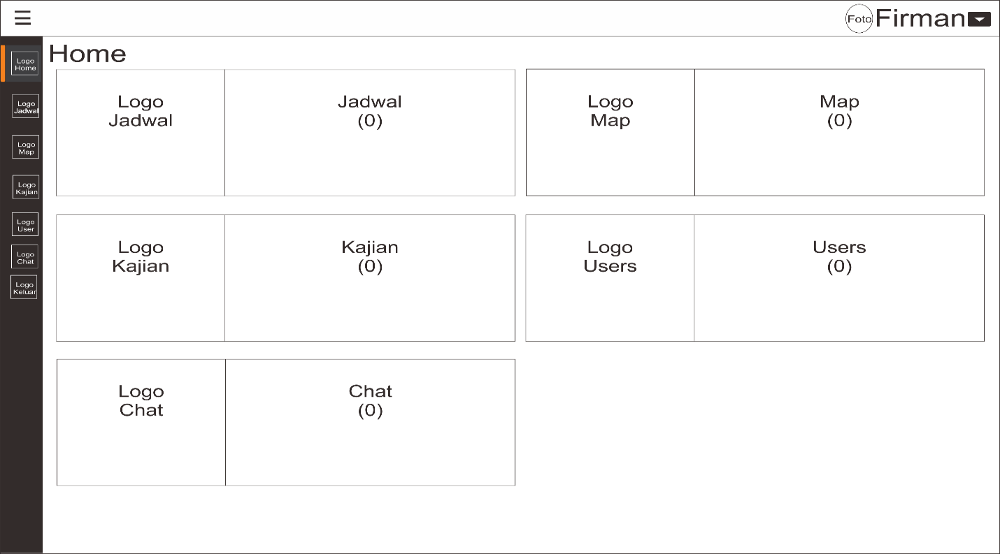 Foto
Firman
Home
Logo
Home
Logo
Jadwal
Logo
Map
Logo
Kajian
Logo
User
Logo
Chat
Logo
Keluar
Logo
Jadwal
Jadwal
(0)
Logo
Map
Map
(0)
Logo
Kajian
Kajian
(0)
Logo
Users
Users
(0)
Logo
Chat
Chat
(0)